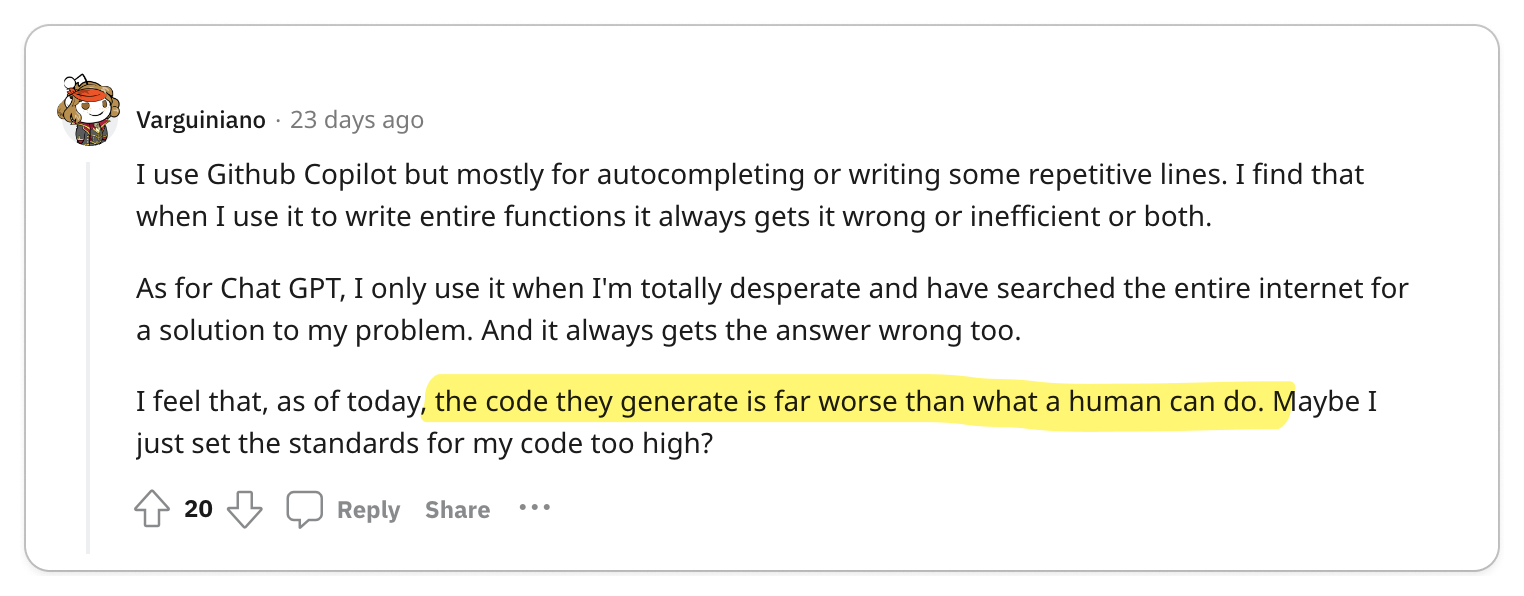 Varguiniano · 23 days ago
I use Github Copilot but mostly for autocompleting or writing some repetitive lines. I find that
when I use it to write entire functions it always gets it wrong or inefficient or both.
As for Chat GPT, I only use it when I'm totally desperate and have searched the entire internet for
a solution to my problem. And it always gets the answer wrong too.
I feel that, as of today, the code they generate is far worse than what a human can do. Maybe I
just set the standards for my code too high?
20 Reply Share ···